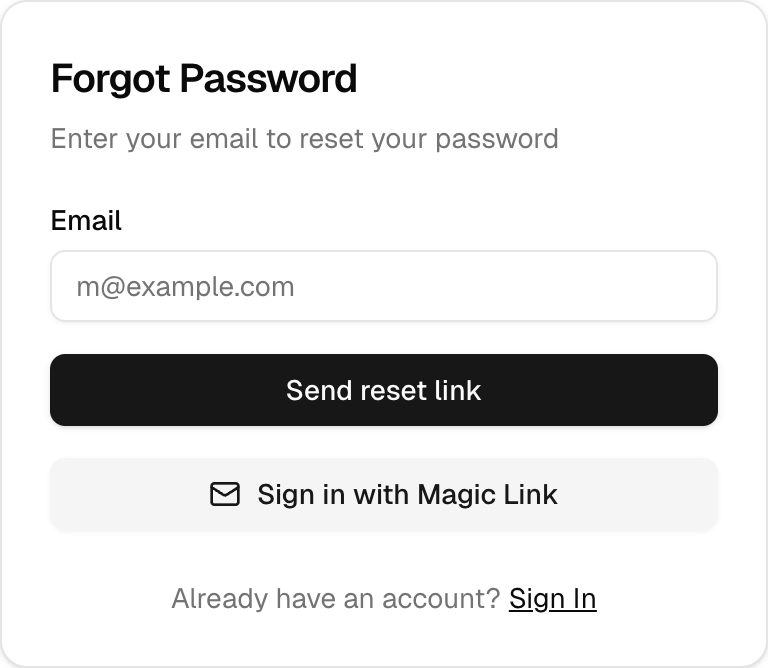 Forgot Password
Enter your email to reset your password
Email
m@example.com
Send reset link
Sign in with Magic Link
Already have an account? Sign In